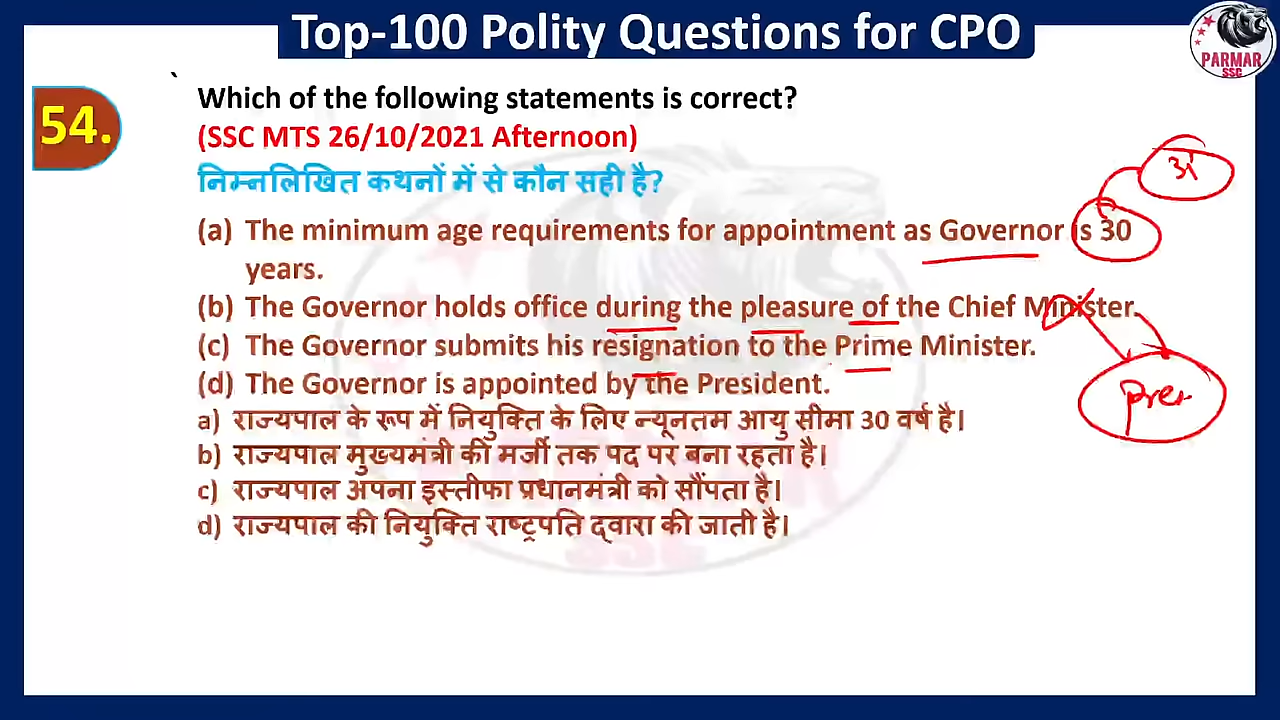 Top-100 Polity Questions for CPO
PARMAR
SSC
54.
Which of the following statements is correct?
(SSC MTS 26/10/2021 Afternoon)
निम्नलिखित कथनों में से कौन सही है?
(a) The minimum age requirements for appointment as Governor is 30
years.
(b) The Governor holds office during the pleasure of the Chief Minister.
(c) The Governor submits his resignation to the Prime Minister.
(d) The Governor is appointed by the President.
Pres
a) राज्यपाल के रूप में नियुक्ति के लिए न्यूनतम आयु सीमा 30 वर्ष है।
b) राज्यपाल मुख्यमंत्री की मर्जी तक पद पर बना रहता है।
c) राज्यपाल अपना इस्तीफा प्रधानमंत्री को सौंपता है।
d) राज्यपाल की नियुक्ति राष्ट्रपति द्वारा की जाती है।
PARMAR
SSC